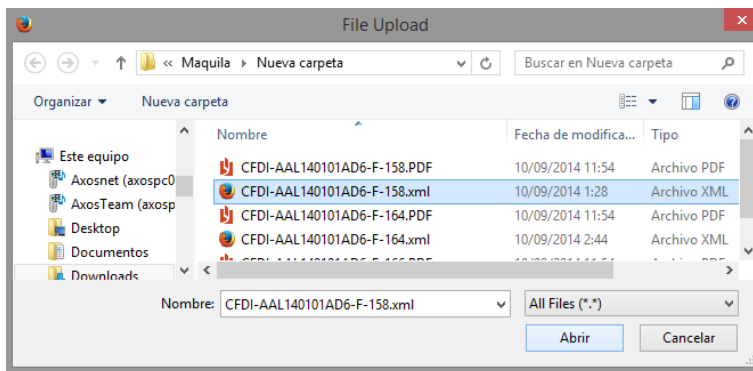 File Upload
« Maquila Nueva carpeta
Buscar en Nueva carpeta
Organizar
Nueva carpeta
Nombre
Fecha de modifica...
Tipo
Este equipo
Axosnet (axospc0
AxosTeam (axosp
Desktop
Documentos
Downloads
CFDI-AAL140101AD6-F-158.PDF 10/09/2014 11:54 Archivo PDF
CFDI-AAL140101AD6-F-158.xml 10/09/2014 1:28 Archivo XML
CFDI-AAL140101AD6-F-164.PDF 10/09/2014 11:54 Archivo PDF
CFDI-AAL140101AD6-F-164.xml 10/09/2014 2:44 Archivo XML
Nombre: CFDI-AAL140101AD6-F-158.xml
All Files (*.*)
Abrir
Cancelar